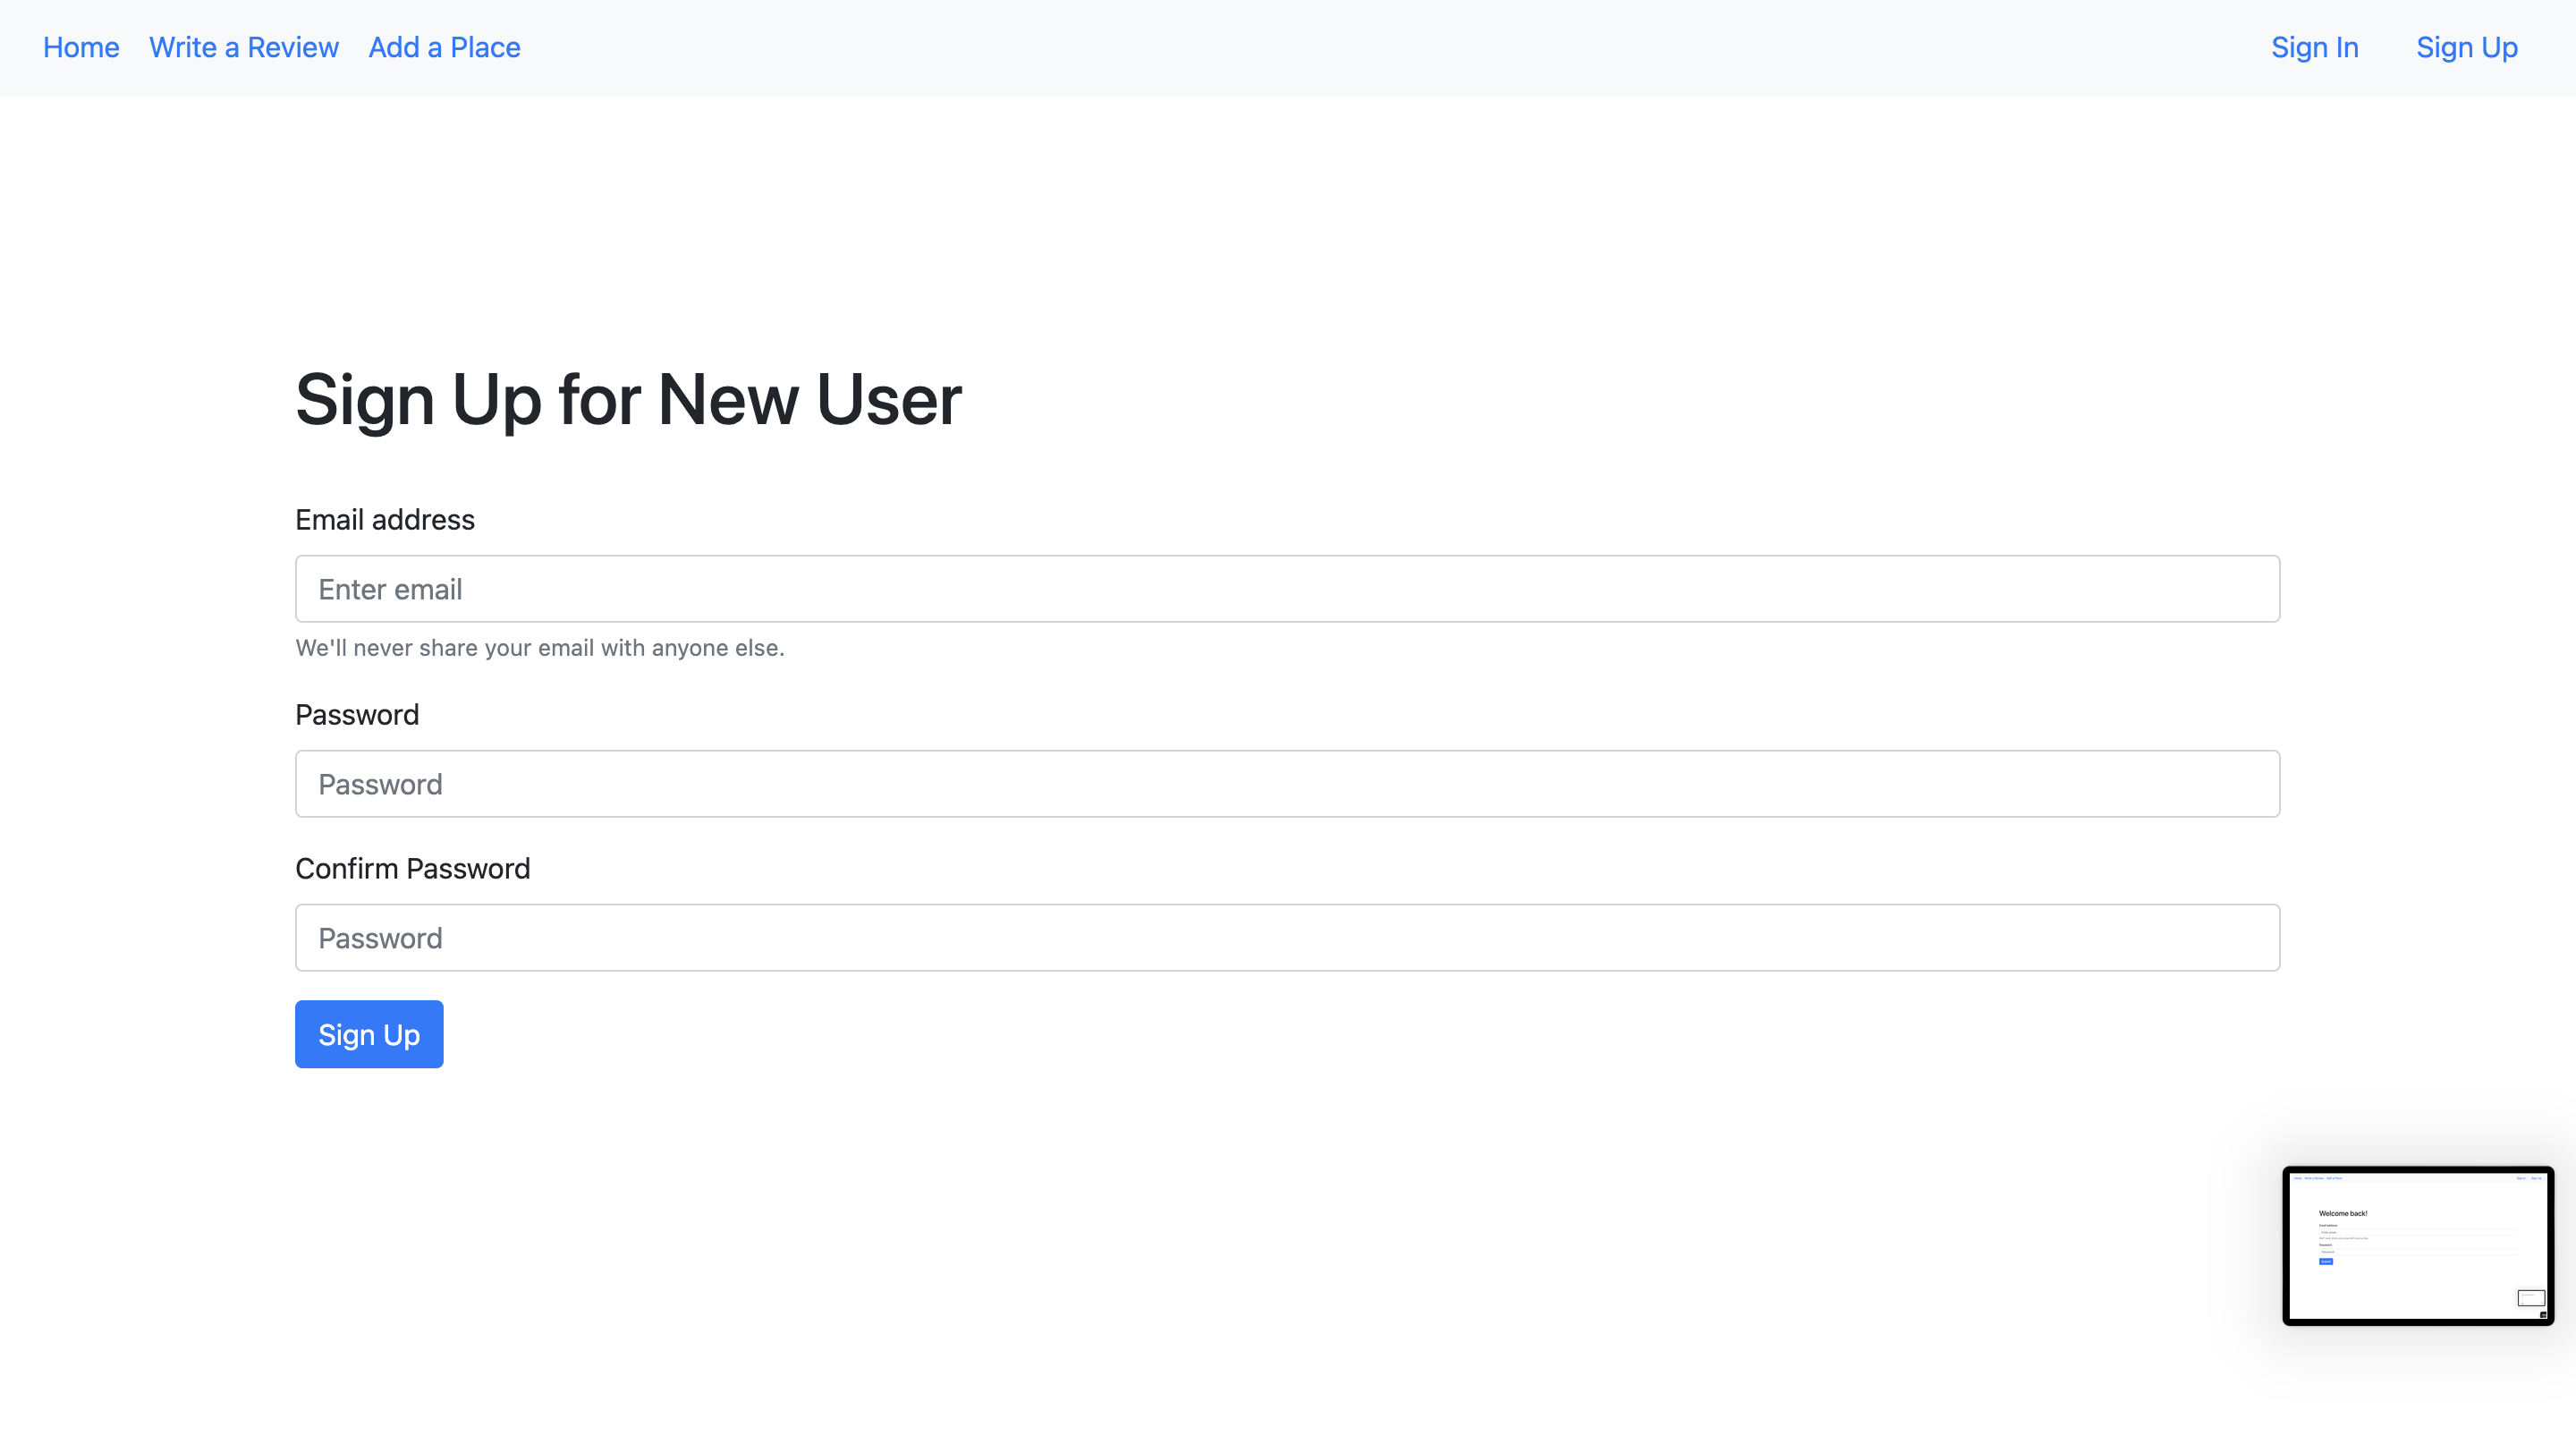 Home Write a Review Add a Place Sign In Sign Up
Sign Up for New User
Email address
Enter email
We'll never share your email with anyone else.
Password
Password
Confirm Password
Password
Sign Up
Welcome back!